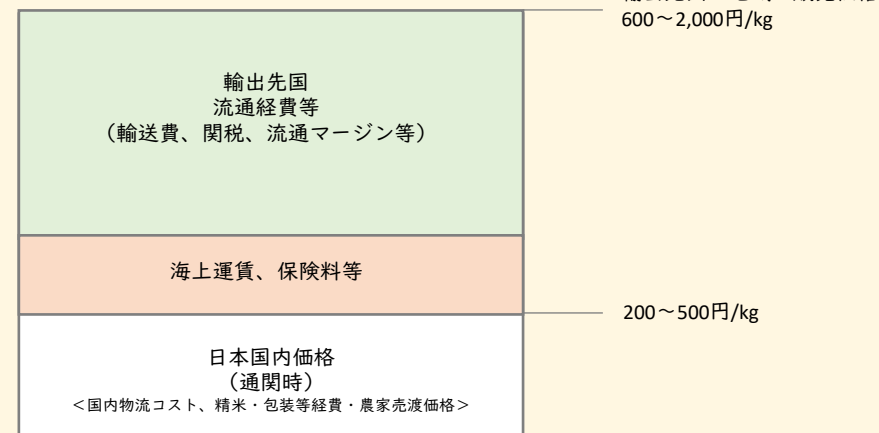 600～2,000円/kg
輸出先国
流通経費等
（輸送費、関税、流通マージン等）
海上運賃、保険料等
200～500円/kg
日本国内価格
（通関時）
＜国内物流コスト、精米・包装等経費・農家売渡価格＞